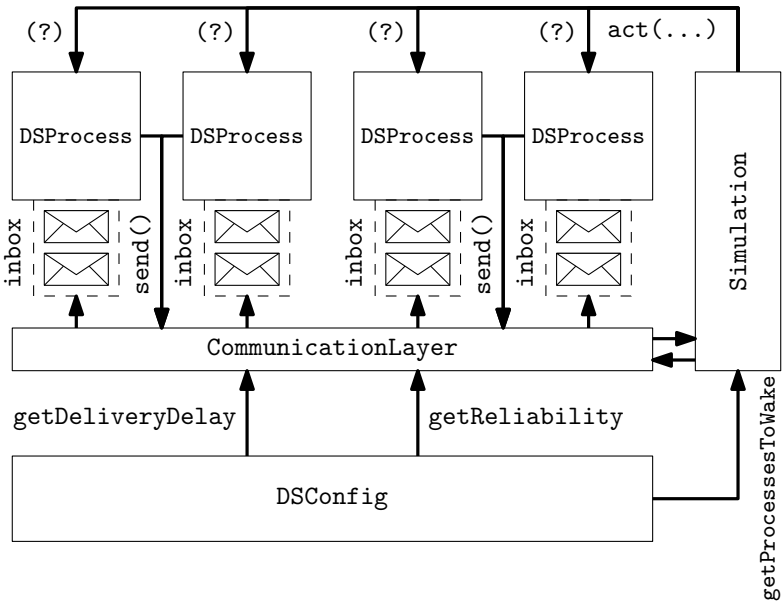 (?)
(?)
(?)
(?)
act(...)
DSProcess
DSProcess
DSProcess
DSProcess
Simulation
inbox
send()
inbox
inbox
send()
inbox
CommunicationLayer
getDeliveryDelay
getReliability
getProcessesToWake
DSConfig